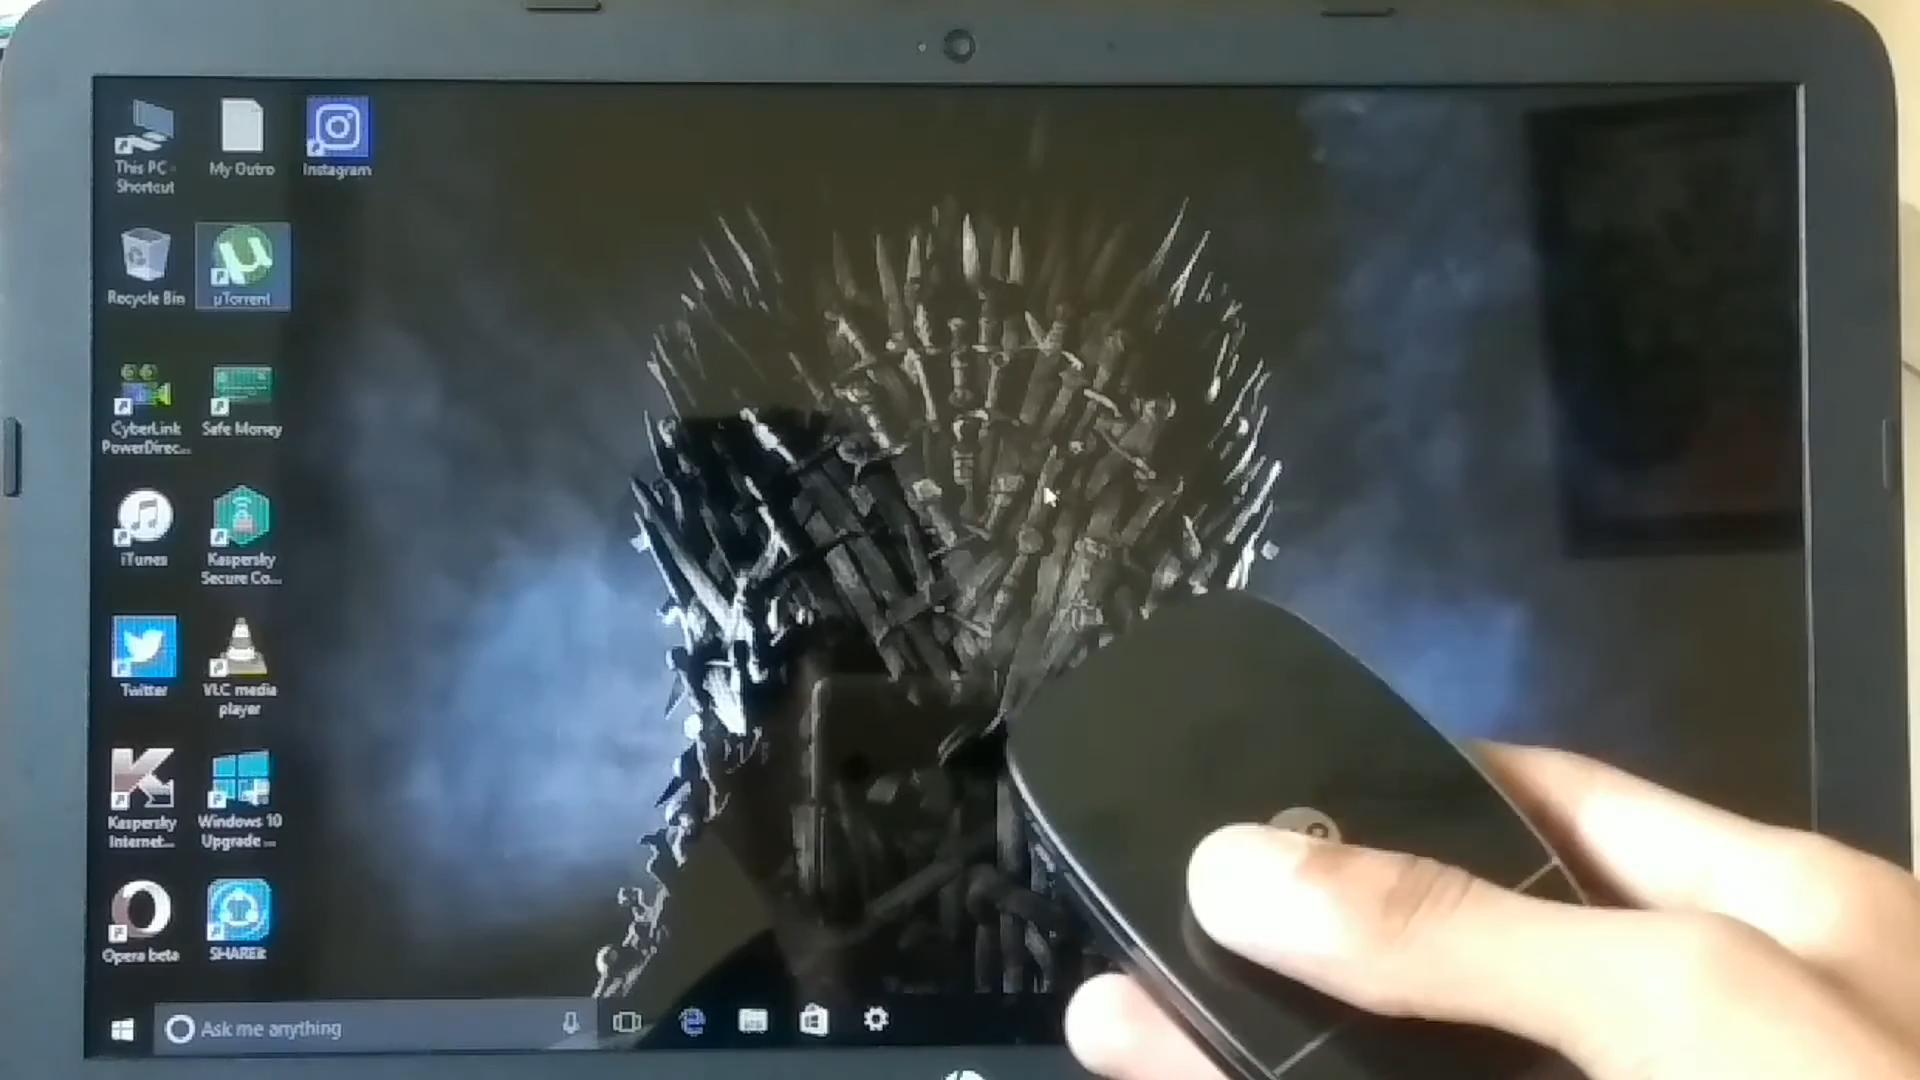 This PC -
Shortcut
My Outro
Instagram
Recycle Bin
µTorrent
CyberLink
PowerDirec...
Safe Money
iTunes
Kaspersky
Secure Co...
Twitter
VLC media
player
Kaspersky
Internet...
Windows 10
Upgrade ...
Opera beta
SHAREit
Ask me anything